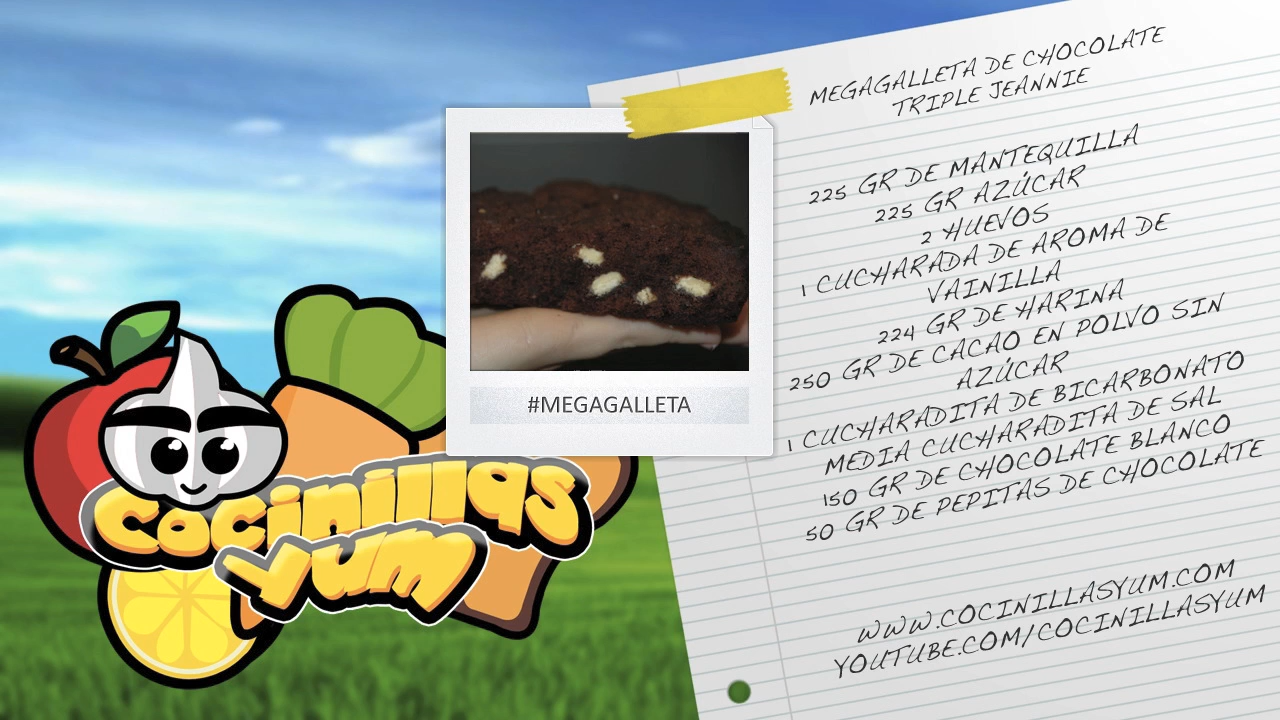 MEGAGALLETA DE CHOCOLATE
TRIPLE JEANNIE
225 GR DE MANTEQUILLA
225 GR AZÚCAR
2 HUEVOS
1 CUCHARADA DE AROMA DE
VAINILLA
224 GR DE HARINA
250 GR DE CACAO EN POLVO SIN
AZÚCAR
1 CUCHARADITA DE BICARBONATO
MEDIA CUCHARADITA DE SAL
150 GR DE CHOCOLATE BLANCO
50 GR DE PEPITAS DE CHOCOLATE
WWW.COCINILLASYUM.COM
YOUTUBE.COM/COCINILLASYUM
#MEGAGALLETA
cocinillas
yum